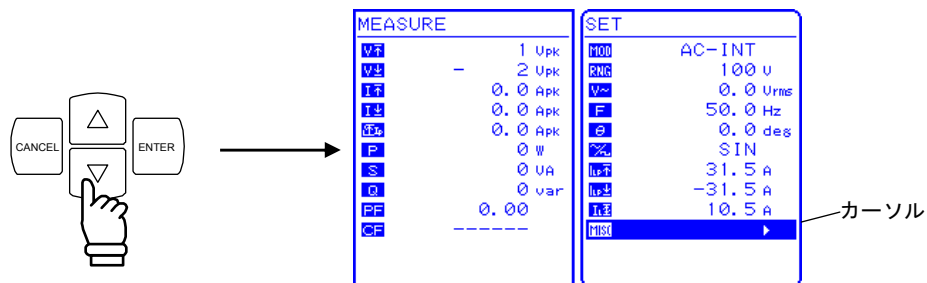 CANCEL
ENTER
MEASURE
V 1 Vpk
V - 2 Vpk
I 0.0 Apk
I 0.0 Apk
0.0 Apk
P 0 W
S 0 VA
Q 0 var
PF 0.00
CF ------
SET
MOD AC-INT
RNG 100 V
V~ 0.0 Vrms
F 50.0 Hz
θ 0.0 deg
SIN
31.5 A
-31.5 A
10.5 A
MISC
カーソル